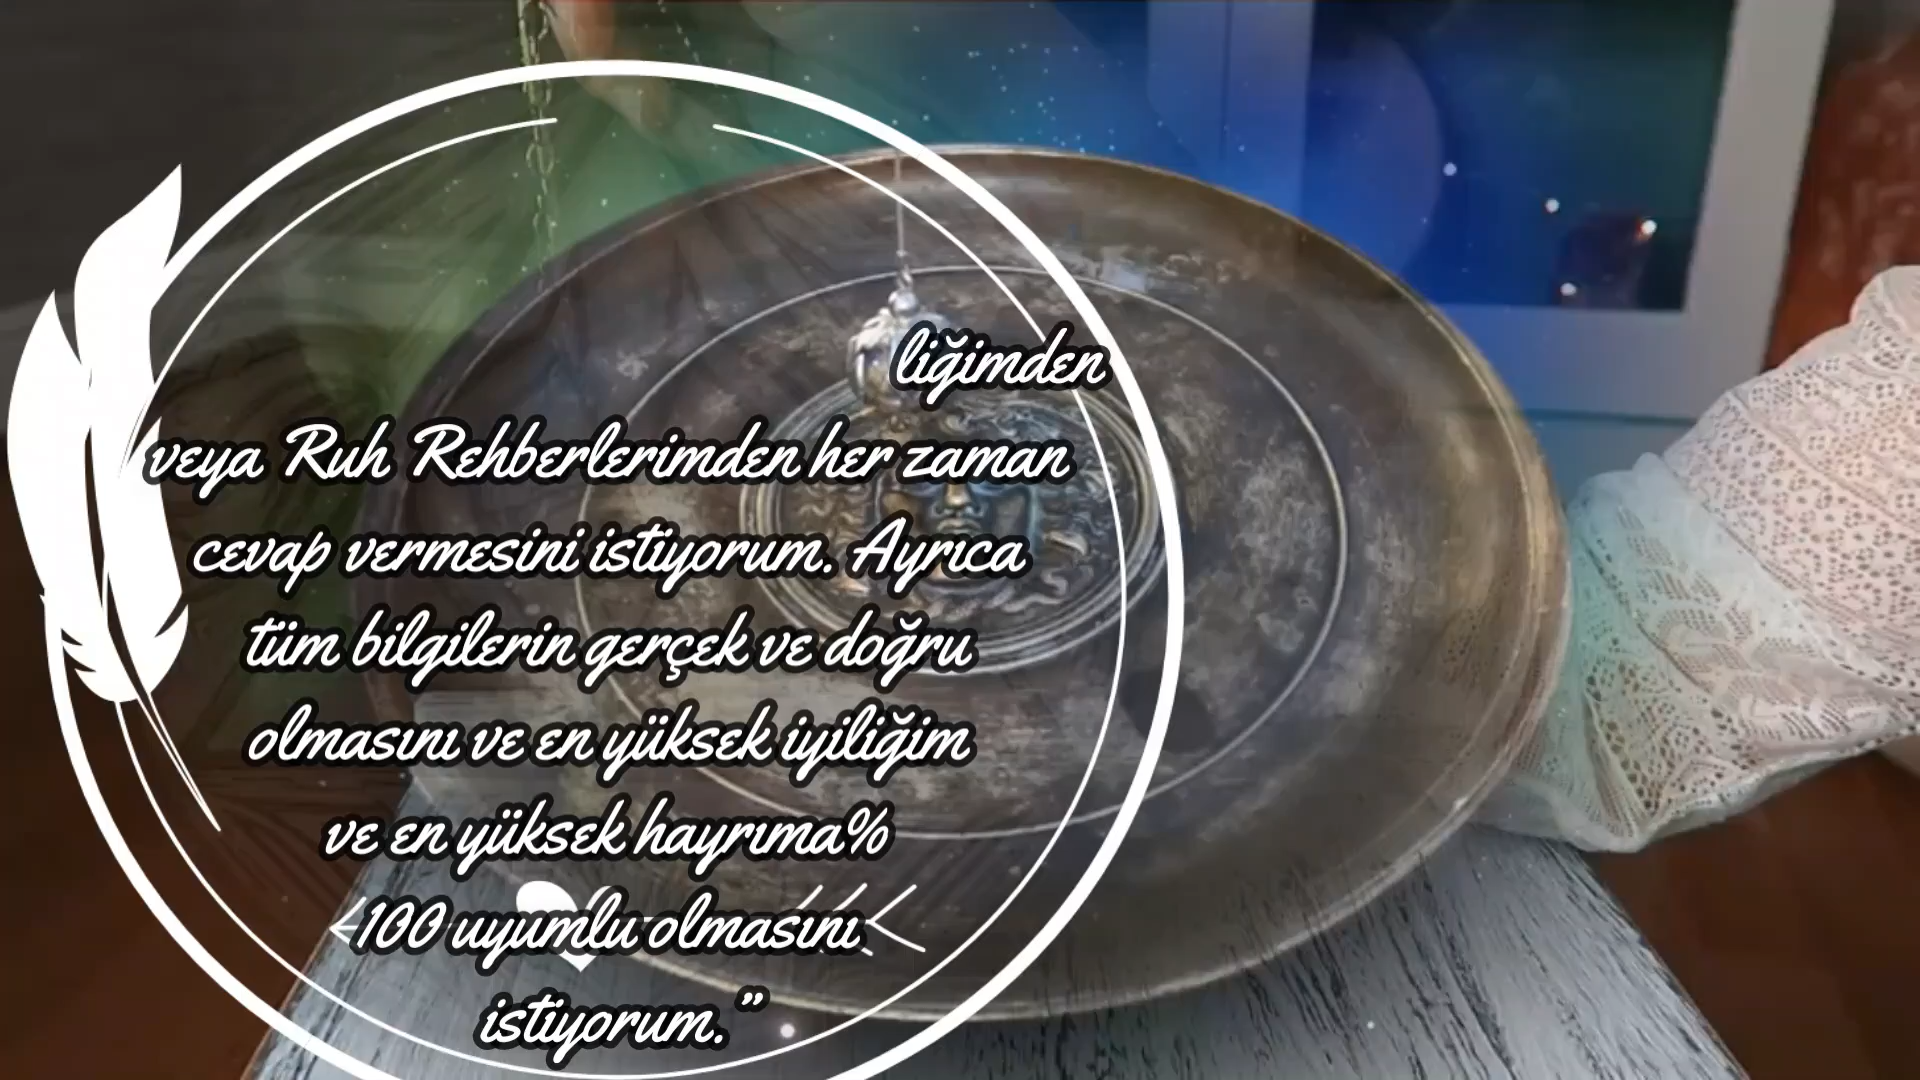 liğimden
veya Ruh Rehberlerimden her zaman
cevap vermesini istiyorum. Ayrıca
tüm bilgilerin gerçek ve doğru
olmasını ve en yüksek iyiliğim
ve en yüksek hayrıma%
100 uyumlu olmasını
istiyorum.”